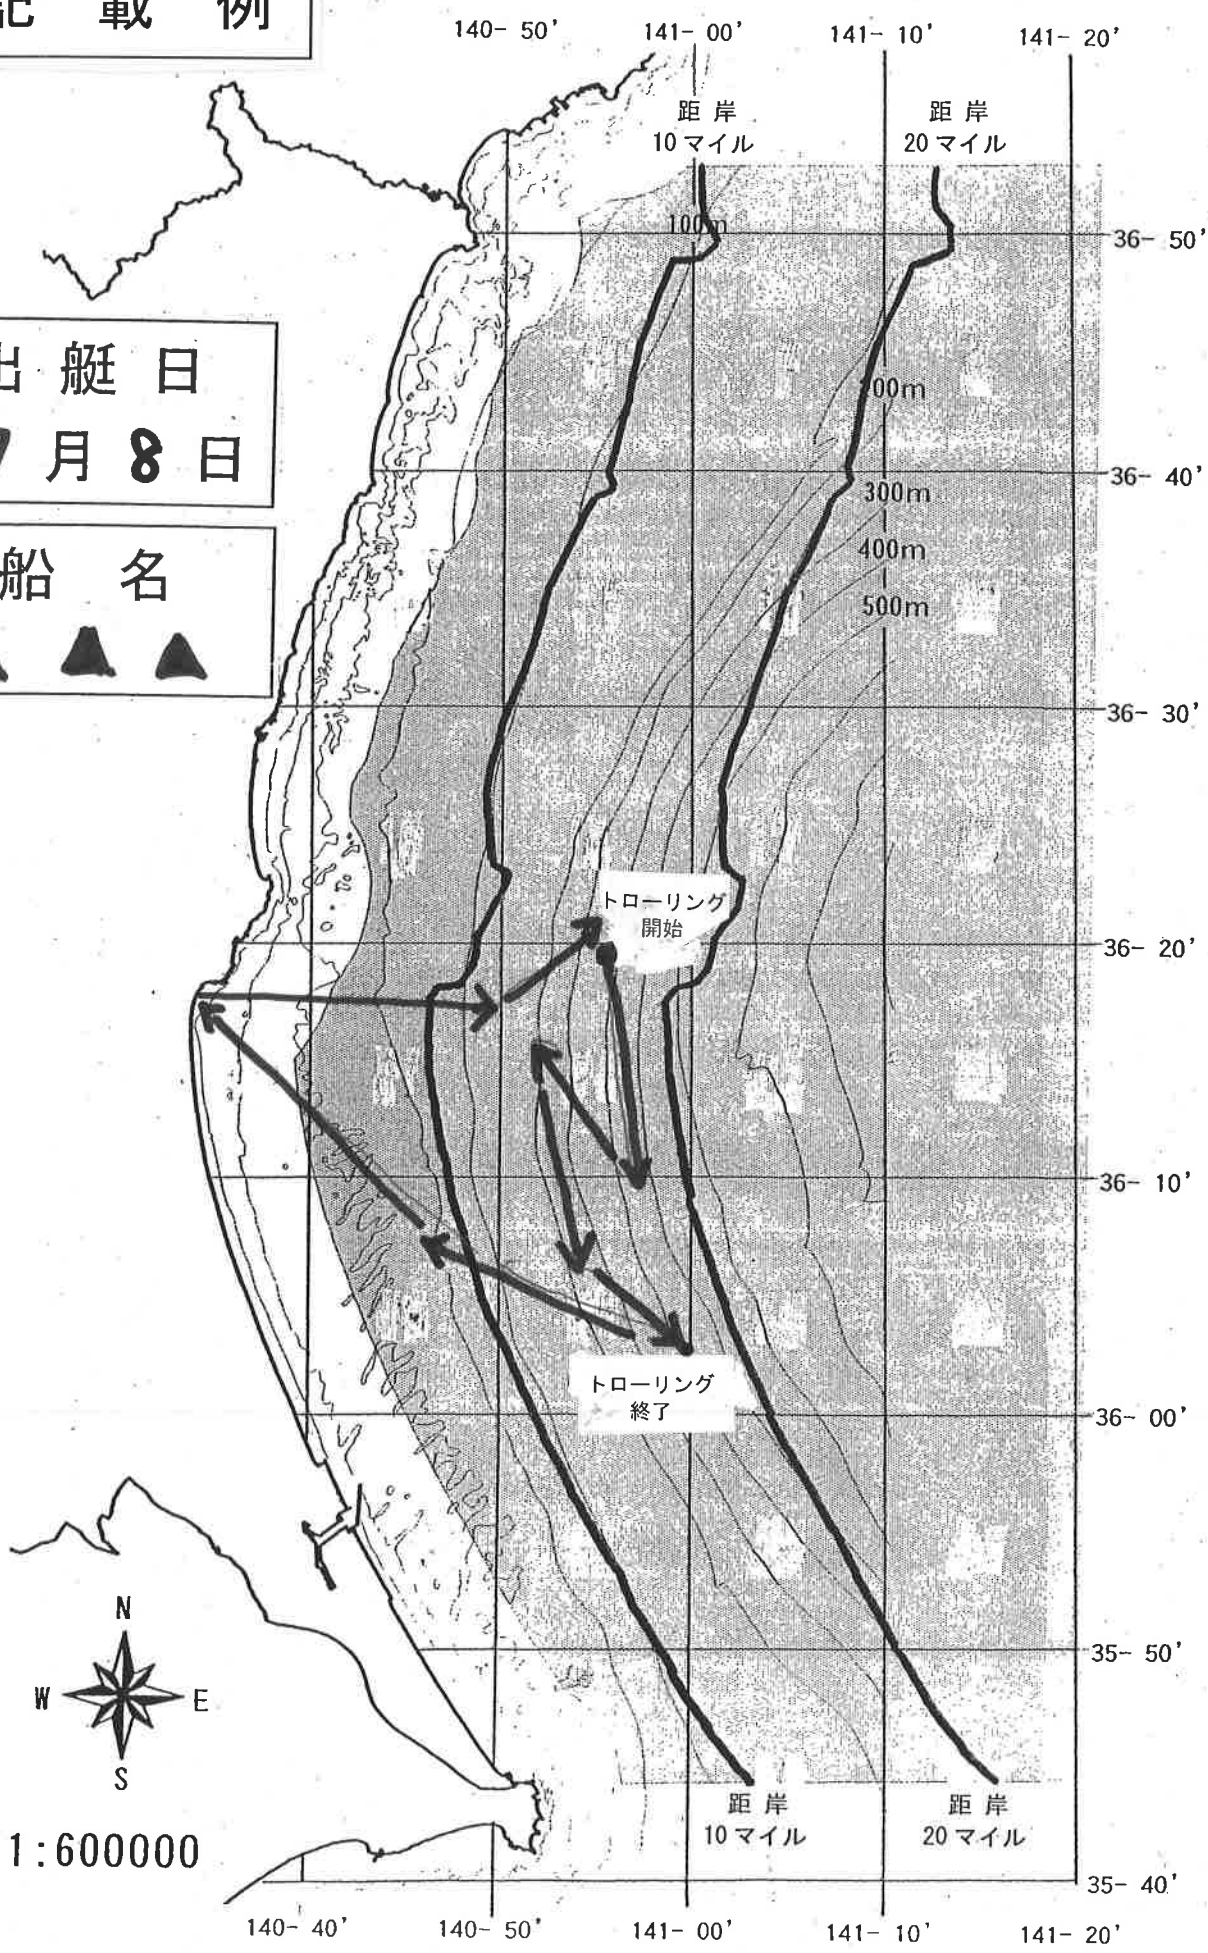 記載例
140-50' 141-00' 141-10' 141-20'
距岸 距岸
10マイル 20マイル
100m
36-50'
出艇日
7月8日
00m
36-40'
300m
400m
船名
500m
▲ ▲
36-30'
トローリング
開始
36-20'
36-10'
トローリング
終了
36-00'
N
W E
S
35-50'
距岸 距岸
10マイル 20マイル
1:600000
35-40'
140-40' 140-50' 141-00' 141-10' 141-20'